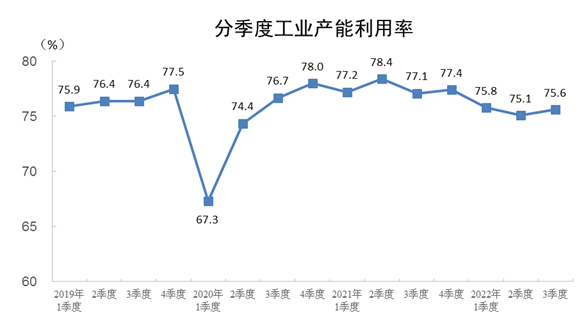 分季度工业产能利用率
（%）
80
75
70
65
60
75.9
76.4
76.4
77.5
67.3
74.4
76.7
78.0
77.2
78.4
77.1
77.4
75.8
75.1
75.6
2019年
1季度
2季度
3季度
4季度
2020年
1季度
2季度
3季度
4季度
2021年
1季度
2季度
3季度
4季度
2022年
1季度
2季度
3季度